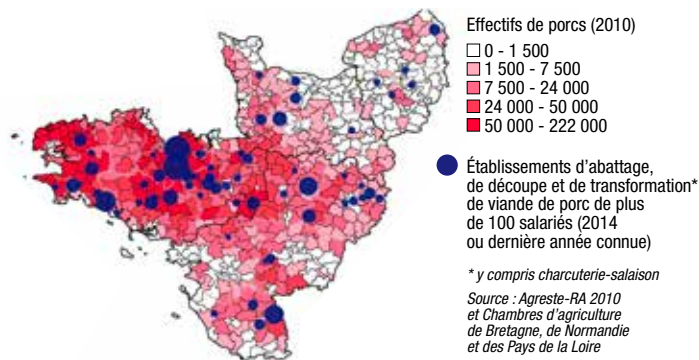 Effectifs de porcs (2010)
0 - 1 500
1 500 - 7 500
7 500 - 24 000
24 000 - 50 000
50 000 - 222 000
Établissements d'abattage,
de découpe et de transformation*
de viande de porc de plus
de 100 salariés (2014
ou dernière année connue)
* y compris charcuterie-salaison
Source : Agreste-RA 2010
et Chambres d'agriculture
de Bretagne, de Normandie
et des Pays de la Loire